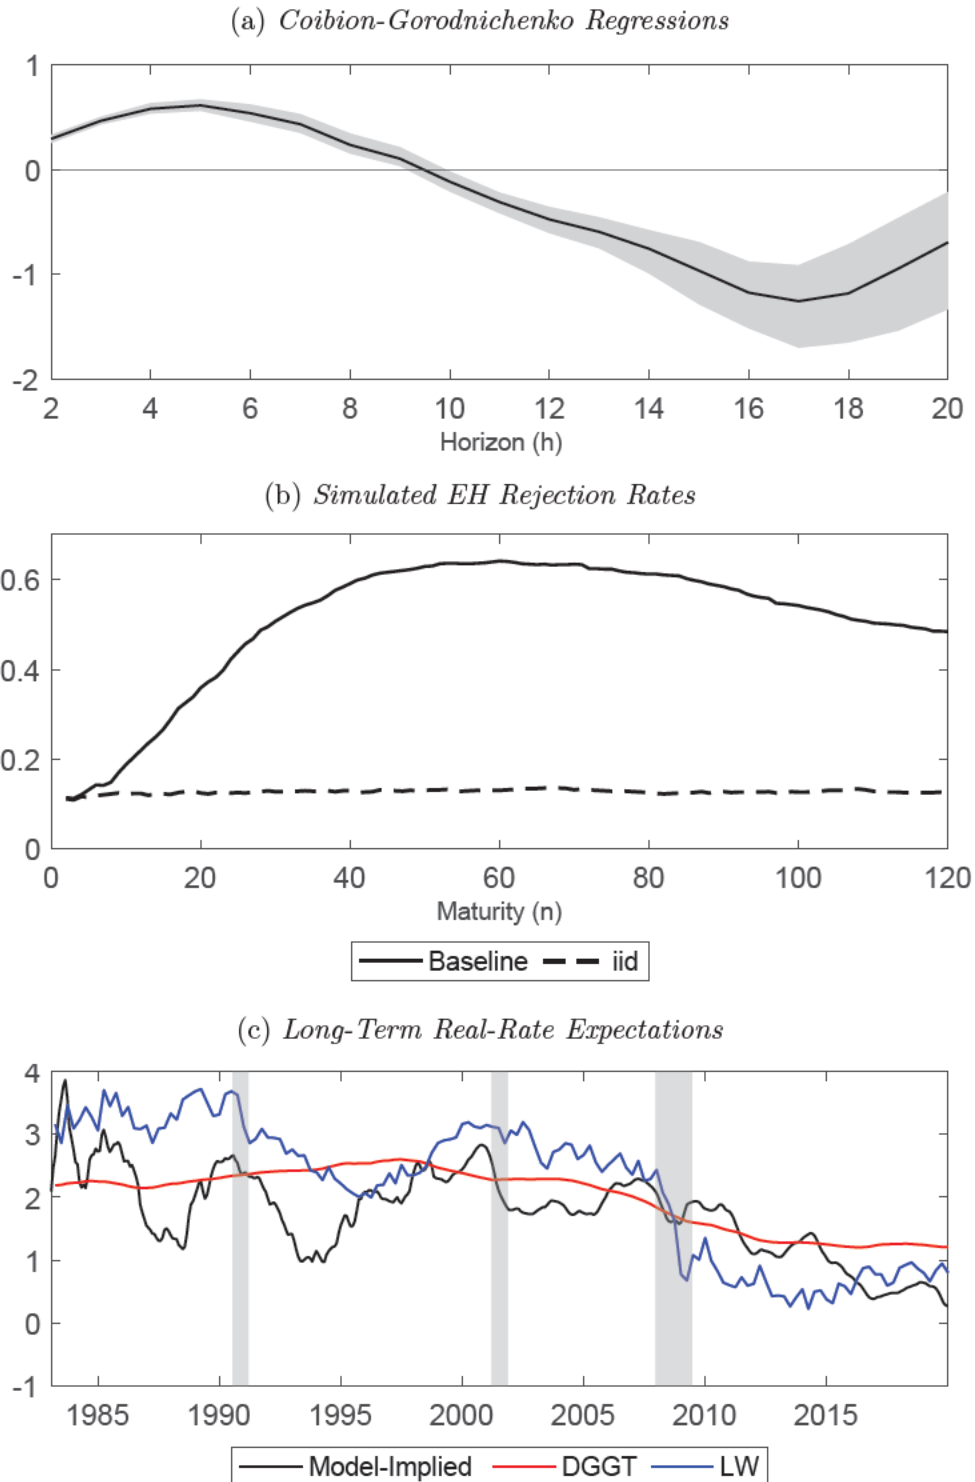 (a) Coibion-Gorodnichenko Regressions
1
0
-1
-2
2 4 6 8 10 12 14 16 18 20
Horizon (h)
(b) Simulated EH Rejection Rates
0.6
0.4
0.2
0
0 20 40 60 80 100 120
Maturity (n)
Baseline iid
(c) Long-Term Real-Rate Expectations
4
3
2
1
0
-1
1985 1990 1995 2000 2005 2010 2015
Model-Implied DGGT LW